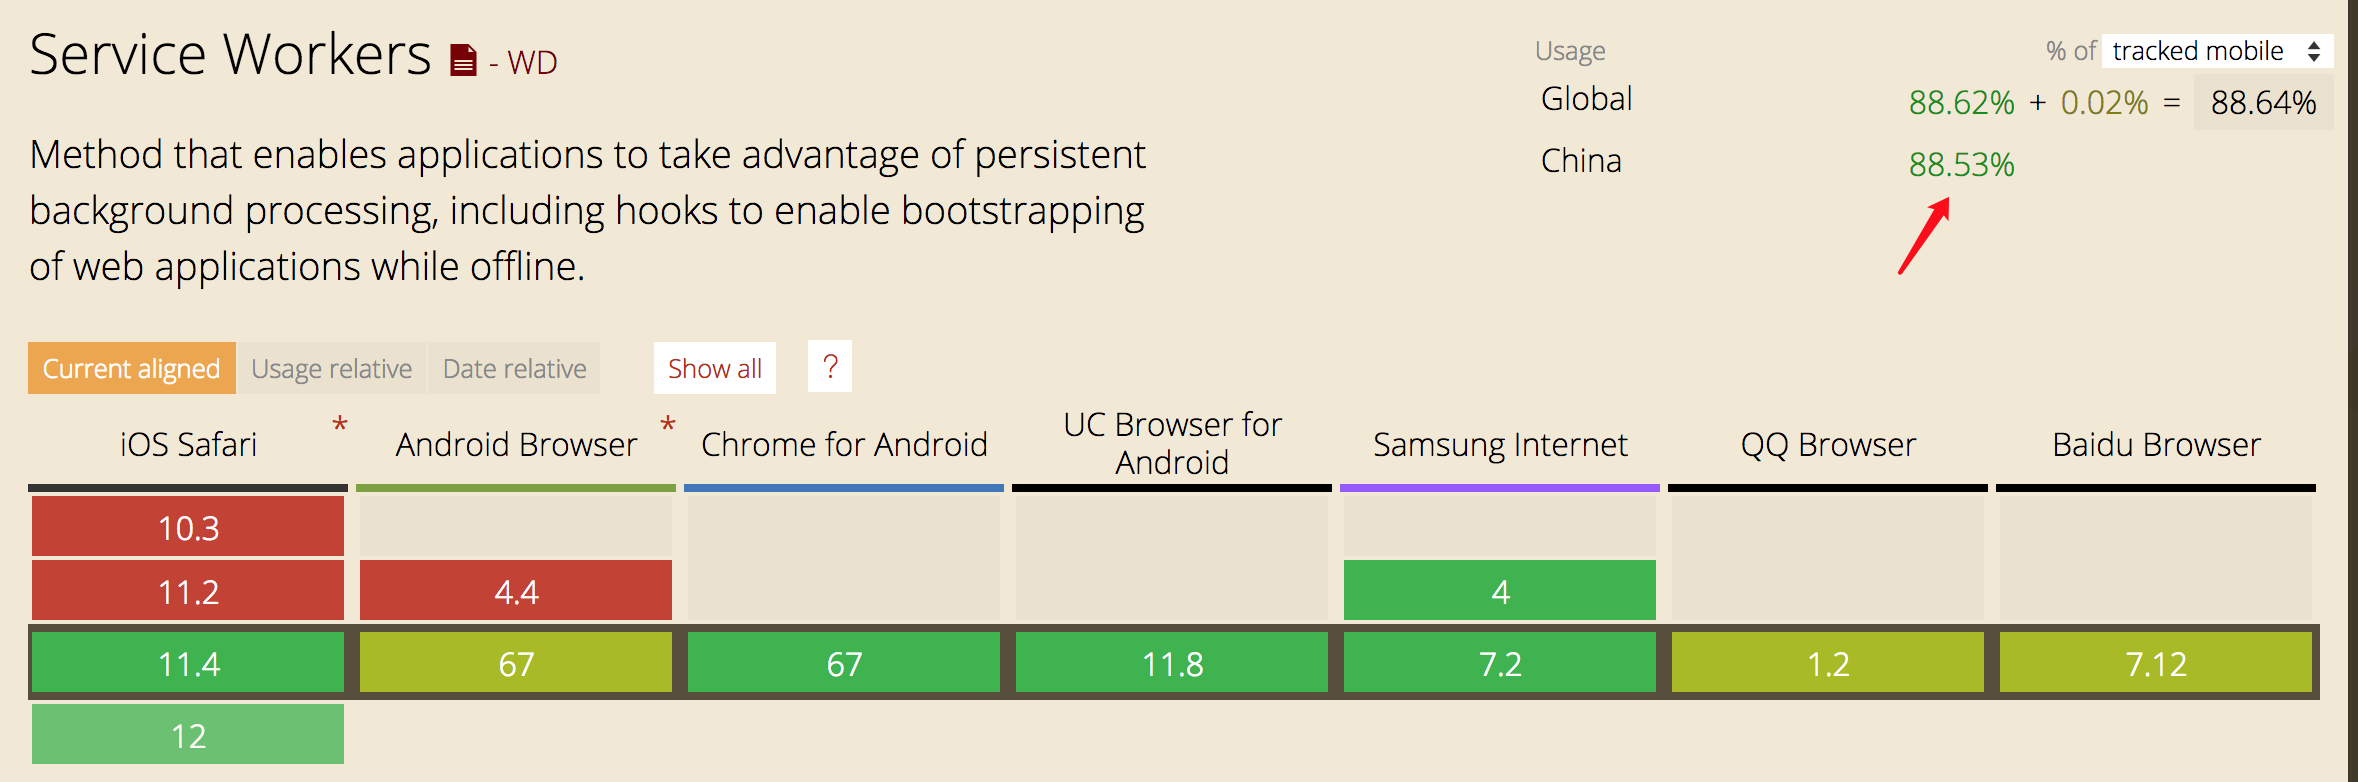 Service Workers - WD
Usage % of tracked mobile
Global 88.62% + 0.02% = 88.64%
China 88.53%
Method that enables applications to take advantage of persistent
background processing, including hooks to enable bootstrapping
of web applications while offline.
Current aligned Usage relative Date relative Show all ?
iOS Safari * Android Browser * Chrome for Android UC Browser for Android Samsung Internet QQ Browser Baidu Browser
10.3
11.2 4.4 4
11.4 67 67 11.8 7.2 1.2 7.12
12